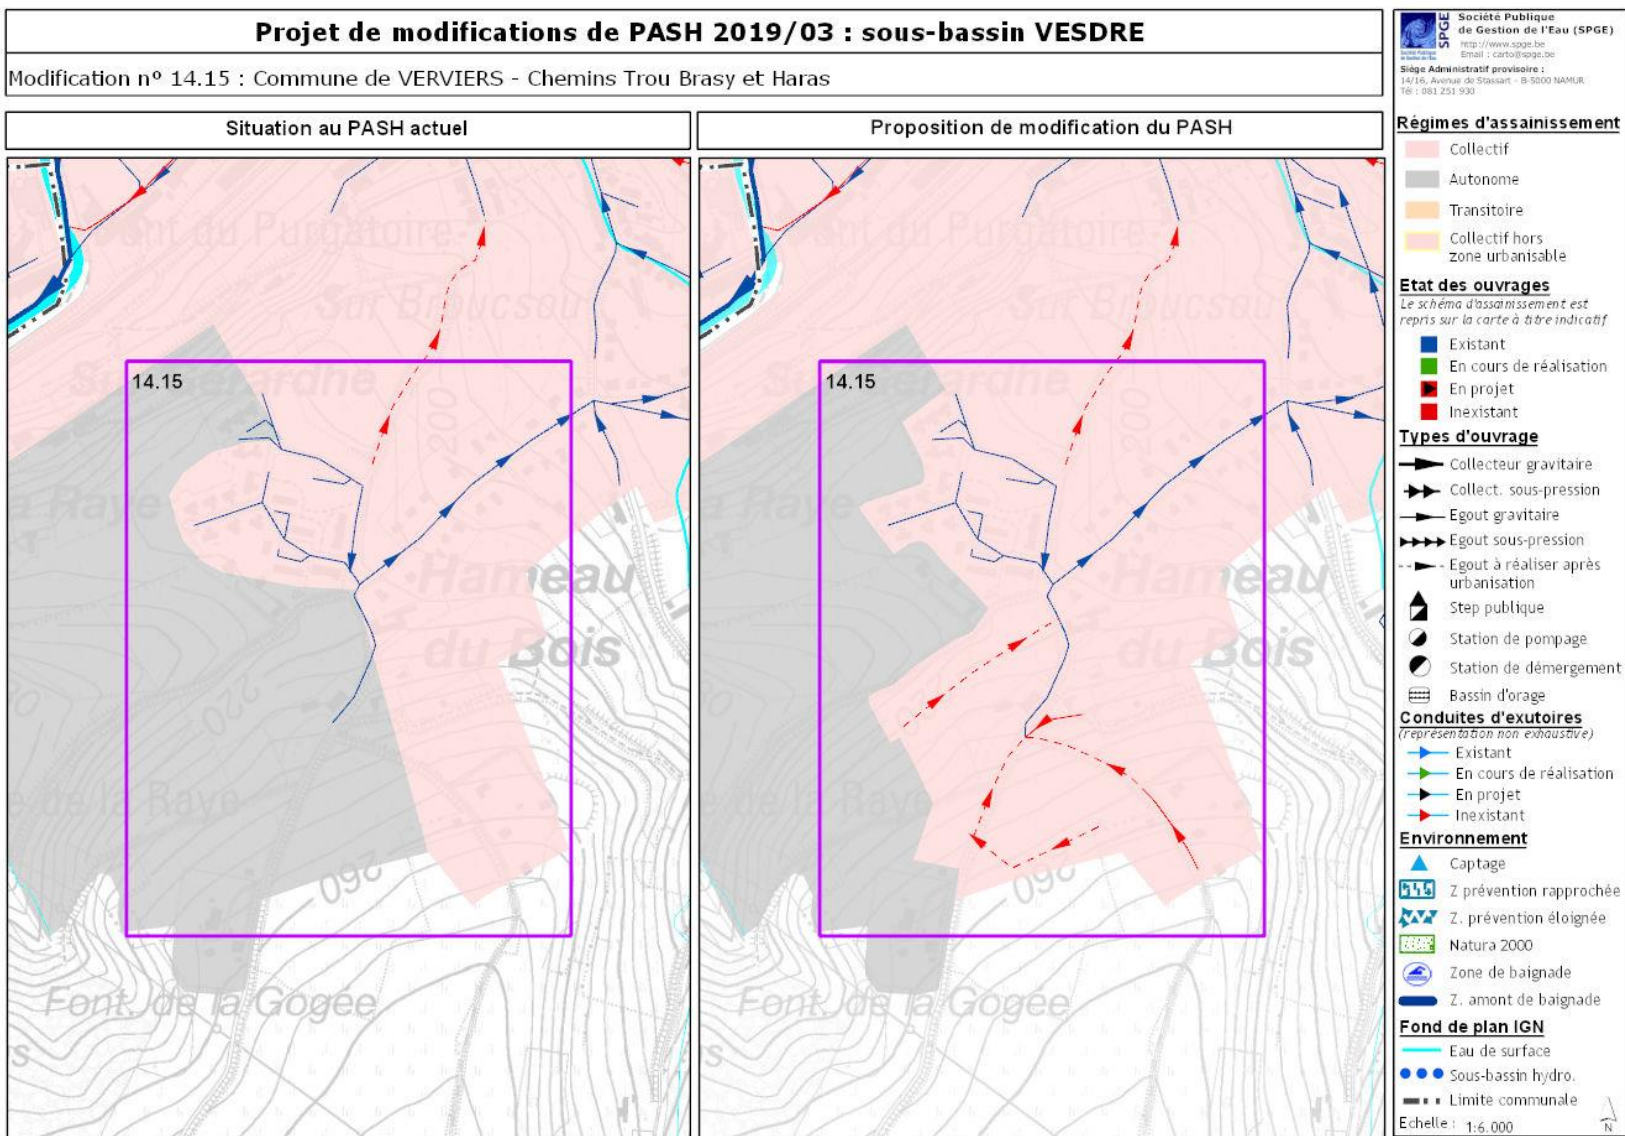 Projet de modifications de PASH 2019/03 : sous-bassin VESDRE
Modification nº 14.15 : Commune de VERVIERS - Chemins Trou Brasy et Haras
Situation au PASH actuel
14.15
Hameau
du Bois
de la Raye
260
Font. de la Gogée
Proposition de modification du PASH
14.15
Hameau
du Bois
260
Font. de la Gogée
SPGE
Société Publique
de Gestion de l'Eau (SPGE)
http://www.spge.be
Email : carto@spge.be
Siège Administratif provisoire :
14/16, Avenue de Stassart - B-5000 NAMUR
Tél : 081 251 930
Régimes d'assainissement
Collectif
Autonome
Transitoire
Collectif hors
zone urbanisable
Etat des ouvrages
Le schéma d'assainissement est
repris sur la carte à titre indicatif
Existant
En cours de réalisation
En projet
Inexistant
Types d'ouvrage
Collecteur gravitaire
Collect. sous-pression
Egout gravitaire
Egout sous-pression
Egout à réaliser après
urbanisation
Step publique
Station de pompage
Station de démergement
Bassin d'orage
Conduites d'exutoires
(représentation non exhaustive)
Existant
En cours de réalisation
En projet
Inexistant
Environnement
Captage
Z prévention rapprochée
Z. prévention éloignée
Natura 2000
Zone de baignade
Z. amont de baignade
Fond de plan IGN
Eau de surface
Sous-bassin hydro.
Limite communale
Echelle : 1:6.000
N